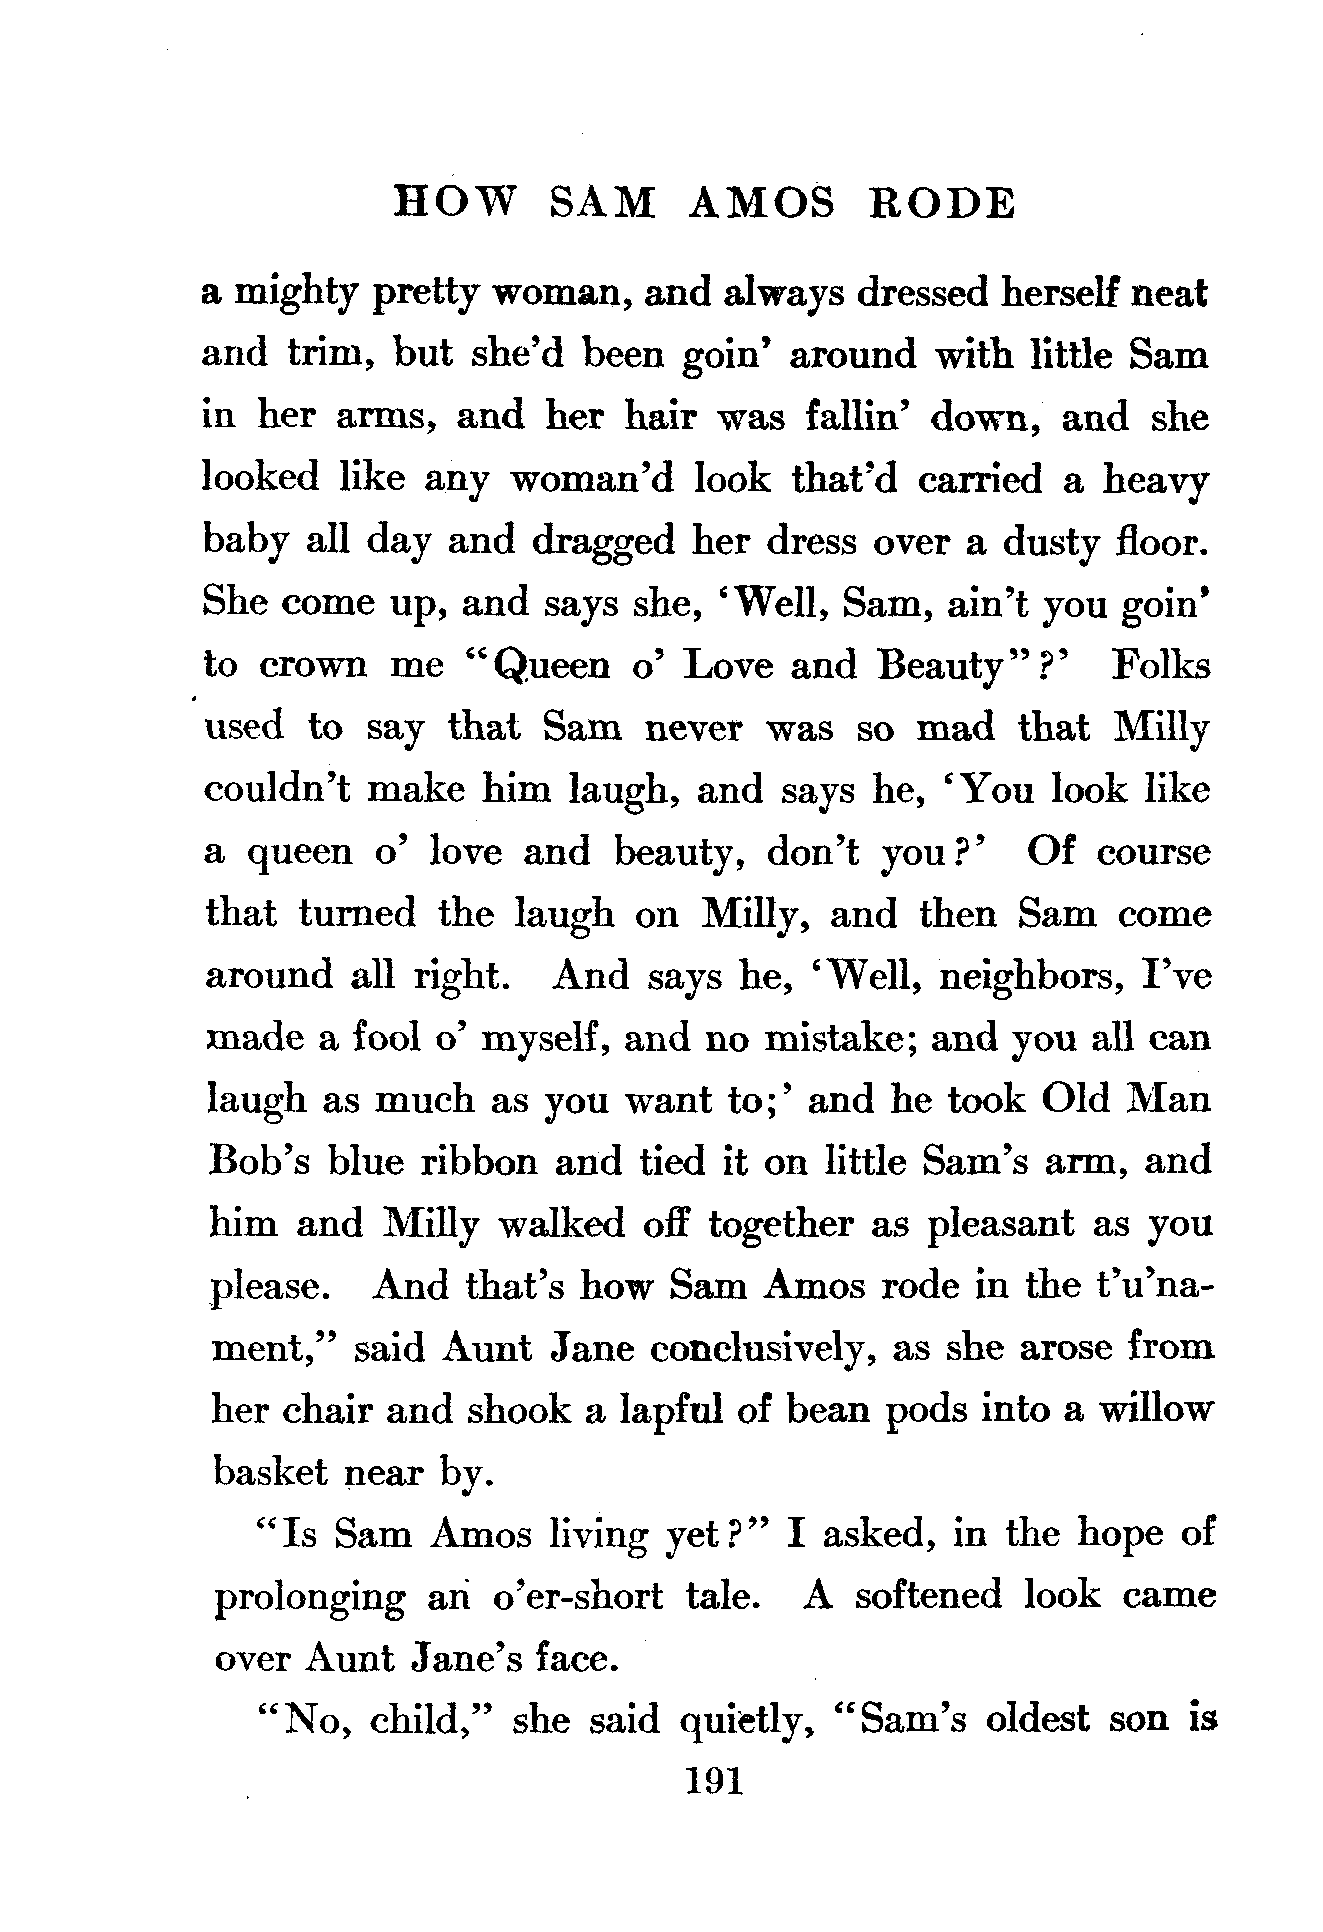 HOW SAM AMOS RODE
a mighty pretty woman, and always dressed herself neat
and trim, but she'd been goin' around with little Sam
in her arms, and her hair was fallin' down, and she
looked like any woman'd look that'd carried a heavy
baby all day and dragged her dress over a dusty floor.
She come up, and says she, 'Well, Sam, ain't you goin'
to crown me "Queen o' Love and Beauty"?' Folks
used to say that Sam never was so mad that Milly
couldn't make him laugh, and says he, 'You look like
a queen o' love and beauty, don't you?' Of course
that turned the laugh on Milly, and then Sam come
around all right. And says he, 'Well, neighbors, I've
made a fool o' myself, and no mistake; and you all can
laugh as much as you want to;' and he took Old Man
Bob's blue ribbon and tied it on little Sam's arm, and
him and Milly walked off together as pleasant as you
please. And that's how Sam Amos rode in the t'u'na-
ment," said Aunt Jane conclusively, as she arose from
her chair and shook a lapful of bean pods into a willow
basket near by.
"Is Sam Amos living yet?" I asked, in the hope of
prolonging an o'er-short tale. A softened look came
over Aunt Jane's face.
"No, child," she said quietly, "Sam's oldest son is
191